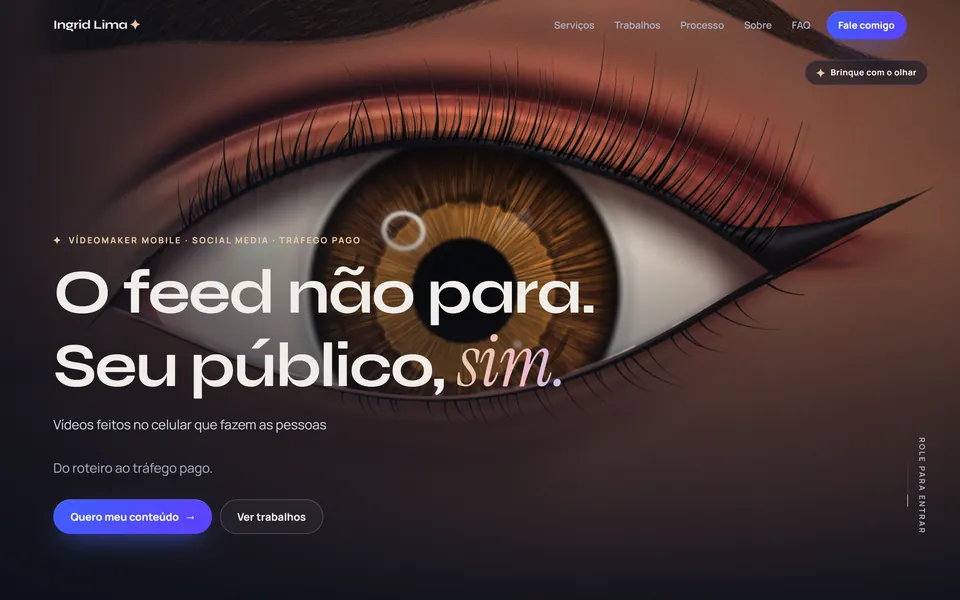 Ingrid Lima
Serviços
Trabalhos
Processo
Sobre
FAQ
Fale comigo
Brinque com o olhar
VÍDEOMAKER MOBILE · SOCIAL MEDIA · TRÁFEGO PAGO
O feed não para.
Seu público, sim.
Vídeos feitos no celular que fazem as pessoas
Do roteiro ao tráfego pago.
Quero meu conteúdo →
Ver trabalhos
ROLE PARA ENTRAR